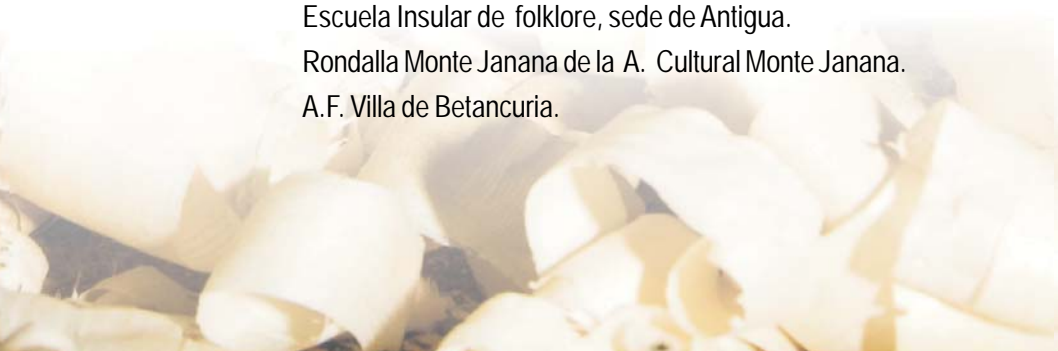 Escuela Insular de folklore, sede de Antigua.
Rondalla Monte Janana de la A. Cultural Monte Janana.
A.F. Villa de Betancuria.